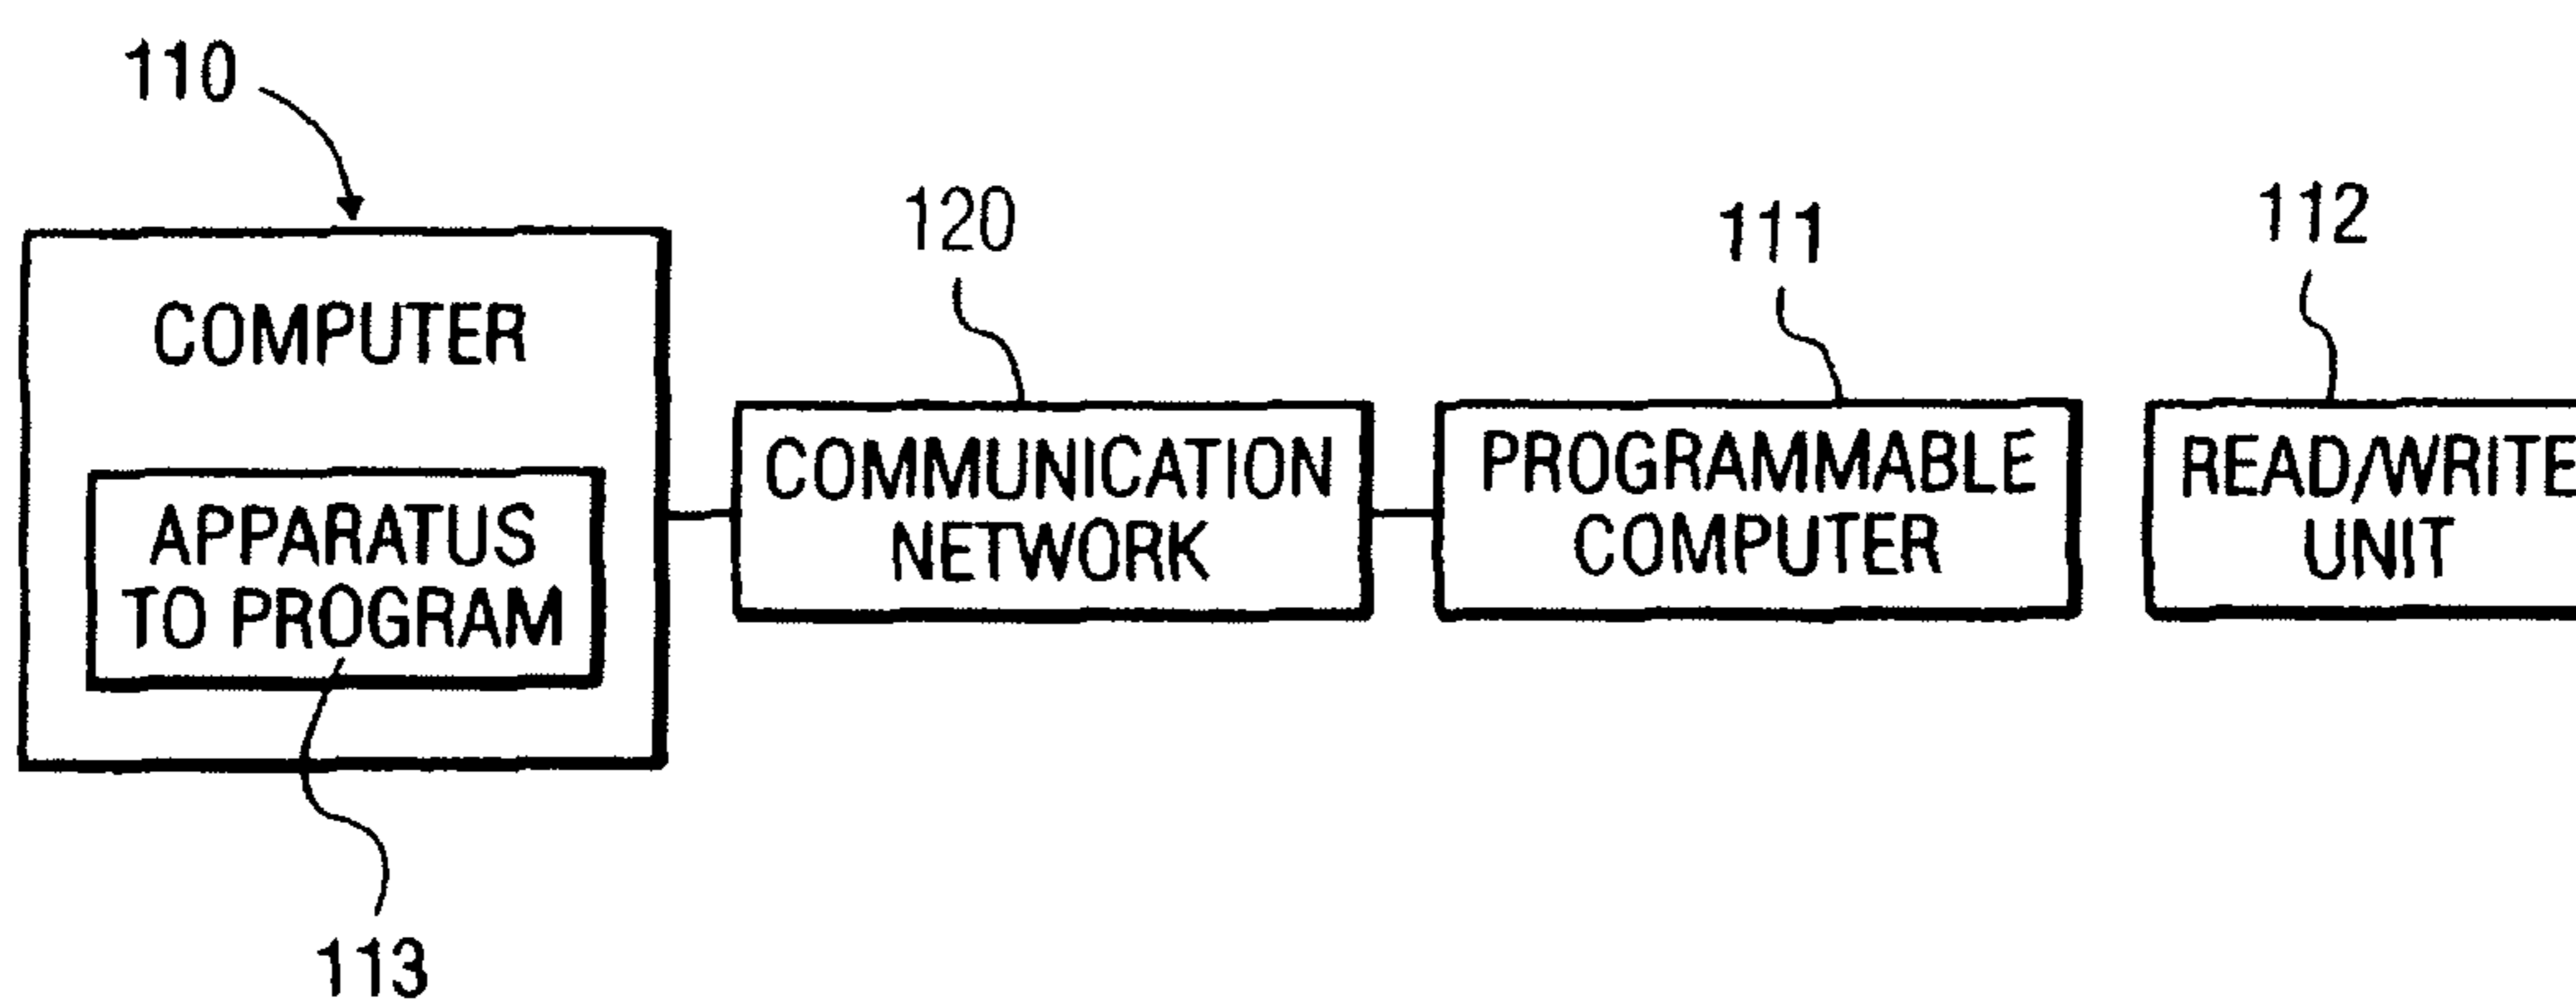 110
120
111
112
COMPUTER
COMMUNICATION
NETWORK
PROGRAMMABLE
COMPUTER
READ/WRITE
UNIT
APPARATUS
TO PROGRAM
113